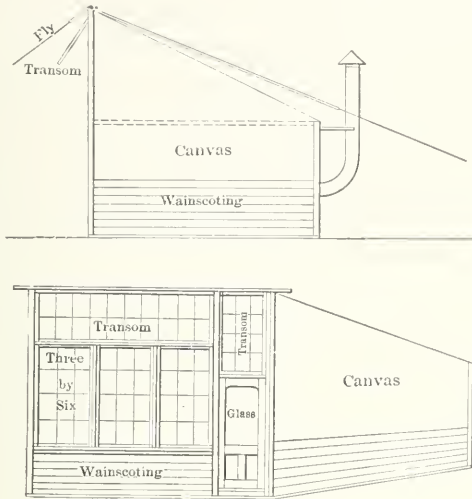 Fly
Transom
Canvas
Wainscoting
Transom
Transom
Three
by
Six
Canvas
Glass
Wainscoting